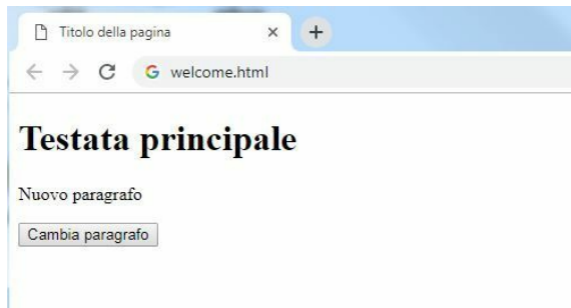 Titolo della pagina
welcome.html
Testata principale
Nuovo paragrafo
Cambia paragrafo